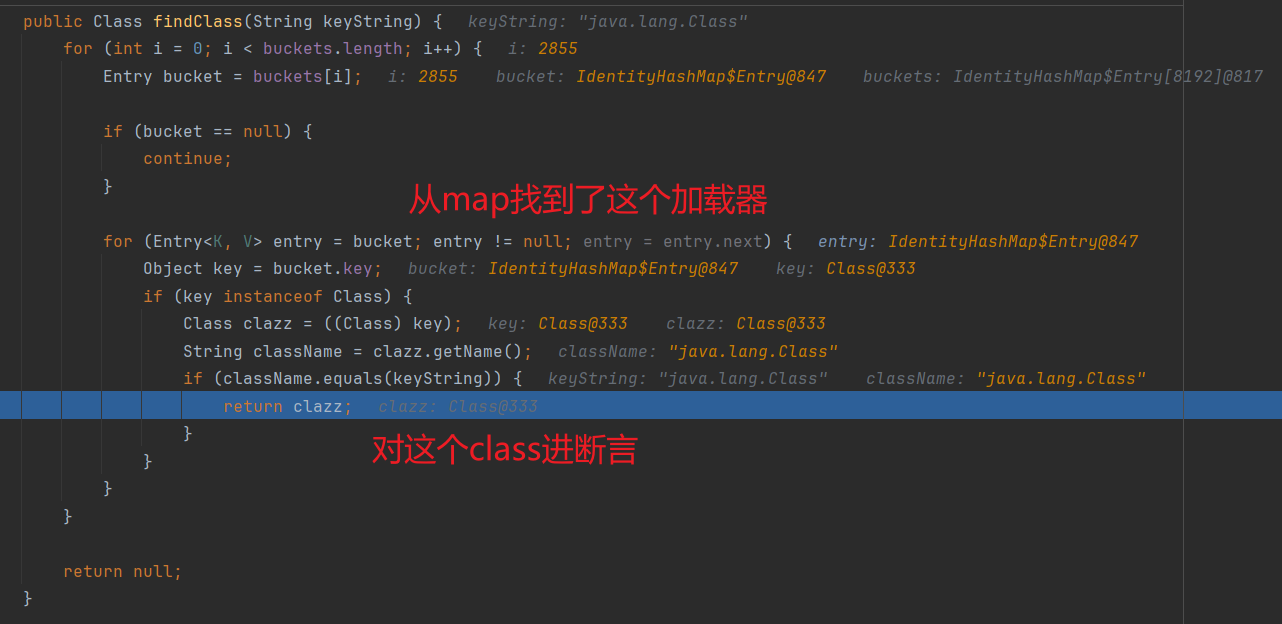 public Class findClass(String keyString) {  keyString: "java.lang.Class"
for (int i = 0; i < buckets.length; i++) {  i: 2855
Entry bucket = buckets[i];  i: 2855  bucket: IdentityHashMap$Entry@847  buckets: IdentityHashMap$Entry[8192]@817
if (bucket == null) {
continue;
}
从map找到了这个加载器
for (Entry<K, V> entry = bucket; entry != null; entry = entry.next) {  entry: IdentityHashMap$Entry@847
Object key = bucket.key;  bucket: IdentityHashMap$Entry@847  key: Class@333
if (key instanceof Class) {
Class clazz = ((Class) key);  key: Class@333  clazz: Class@333
String className = clazz.getName();  className: "java.lang.Class"
if (className.equals(keyString)) {  keyString: "java.lang.Class"  className: "java.lang.Class"
return clazz;  clazz: Class@333
}
对这个class进断言
}
}
}
return null;
}